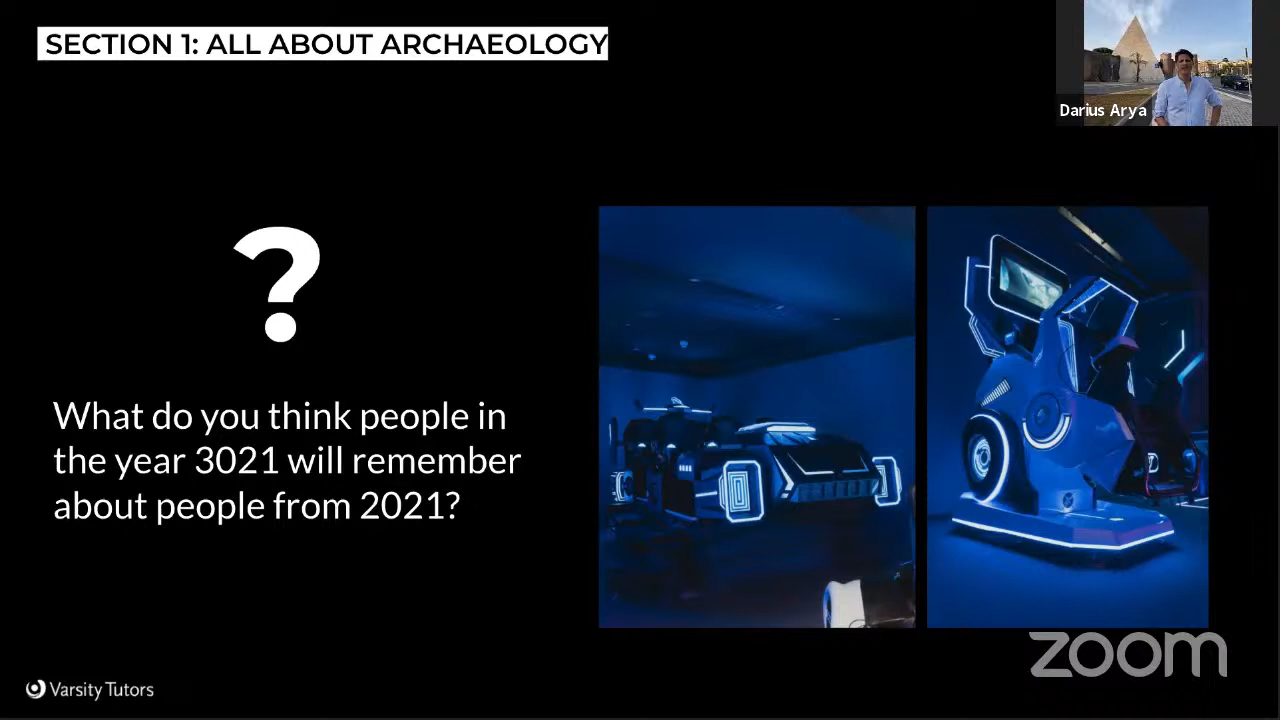 SECTION 1: ALL ABOUT ARCHAEOLOGY
Darius Arya
?
What do you think people in
the year 3021 will remember
about people from 2021?
zoom
Varsity Tutors